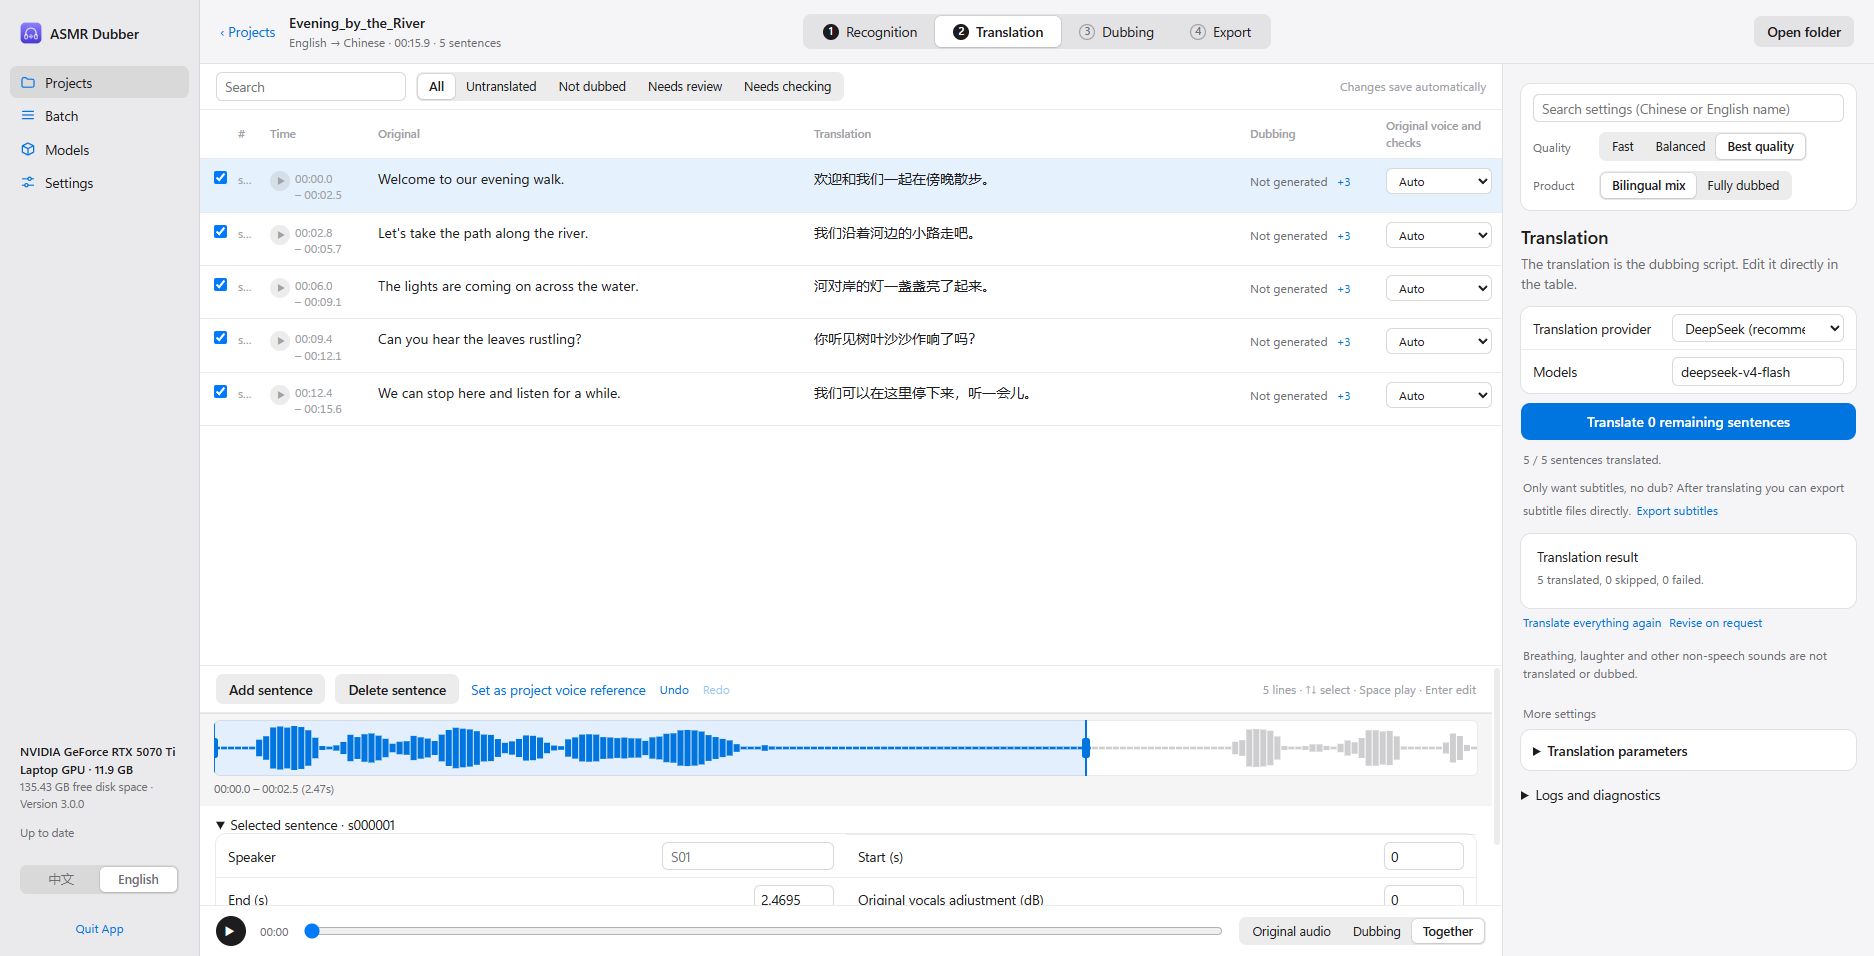 ASMR Dubber
Projects
Batch
Models
Settings
NVIDIA GeForce RTX 5070 Ti
Laptop GPU · 11.9 GB
135.43 GB free disk space ·
Version 3.0.0
Up to date
中文 English
Quit App
‹ Projects
Evening_by_the_River
English → Chinese · 00:15.9 · 5 sentences
1 Recognition 2 Translation 3 Dubbing 4 Export
Open folder
Search All Untranslated Not dubbed Needs review Needs checking Changes save automatically
# Time Original Translation Dubbing Original voice and
checks
s... 00:00.0 Welcome to our evening walk. 欢迎和我们一起在傍晚散步。 Not generated +3 Auto
– 00:02.5
s... 00:02.8 Let's take the path along the river. 我们沿着河边的小路走吧。 Not generated +3 Auto
– 00:05.7
s... 00:06.0 The lights are coming on across the water. 河对岸的灯一盏盏亮了起来。 Not generated +3 Auto
– 00:09.1
s... 00:09.4 Can you hear the leaves rustling? 你听见树叶沙沙作响了吗？ Not generated +3 Auto
– 00:12.1
s... 00:12.4 We can stop here and listen for a while. 我们可以在这里停下来，听一会儿。 Not generated +3 Auto
– 00:15.6
Add sentence Delete sentence Set as project voice reference Undo Redo 5 lines · ↑↓ select · Space play · Enter edit
00:00.0 – 00:02.5 (2.47s)
▼ Selected sentence · s000001
Speaker S01 Start (s) 0
End (s) 2.4695 Original vocals adjustment (dB) 0
00:00 Original audio Dubbing Together
Search settings (Chinese or English name)
Quality Fast Balanced Best quality
Product Bilingual mix Fully dubbed
Translation
The translation is the dubbing script. Edit it directly in
the table.
Translation provider DeepSeek (recomme
Models deepseek-v4-flash
Translate 0 remaining sentences
5 / 5 sentences translated.
Only want subtitles, no dub? After translating you can export
subtitle files directly. Export subtitles
Translation result
5 translated, 0 skipped, 0 failed.
Translate everything again Revise on request
Breathing, laughter and other non-speech sounds are not
translated or dubbed.
More settings
▶ Translation parameters
▶ Logs and diagnostics